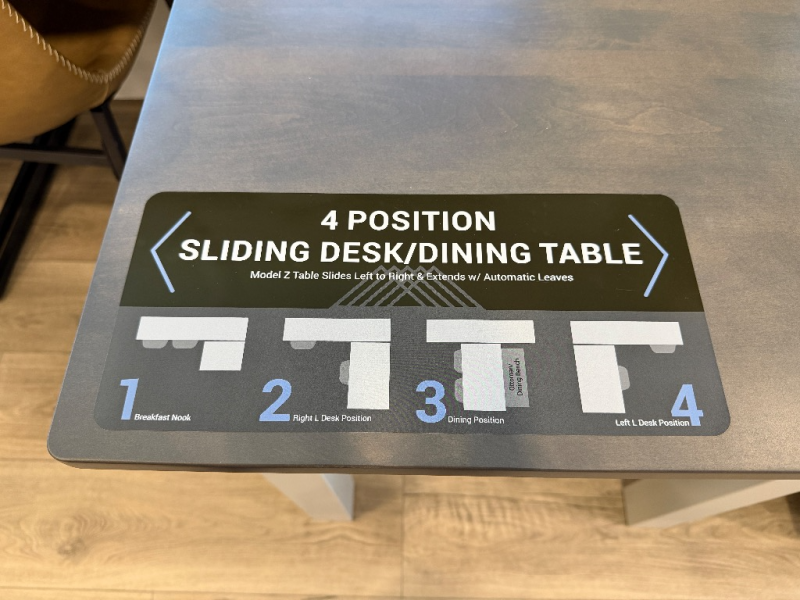 4 POSITION
SLIDING DESK/DINING TABLE
Model Z Table Slides Left to Right & Extends w/ Automatic Leaves
1 Breakfast Nook
2 Right L Desk Position
3 Dining Position
Ottoman/
Dining Bench
Left L Desk Position 4